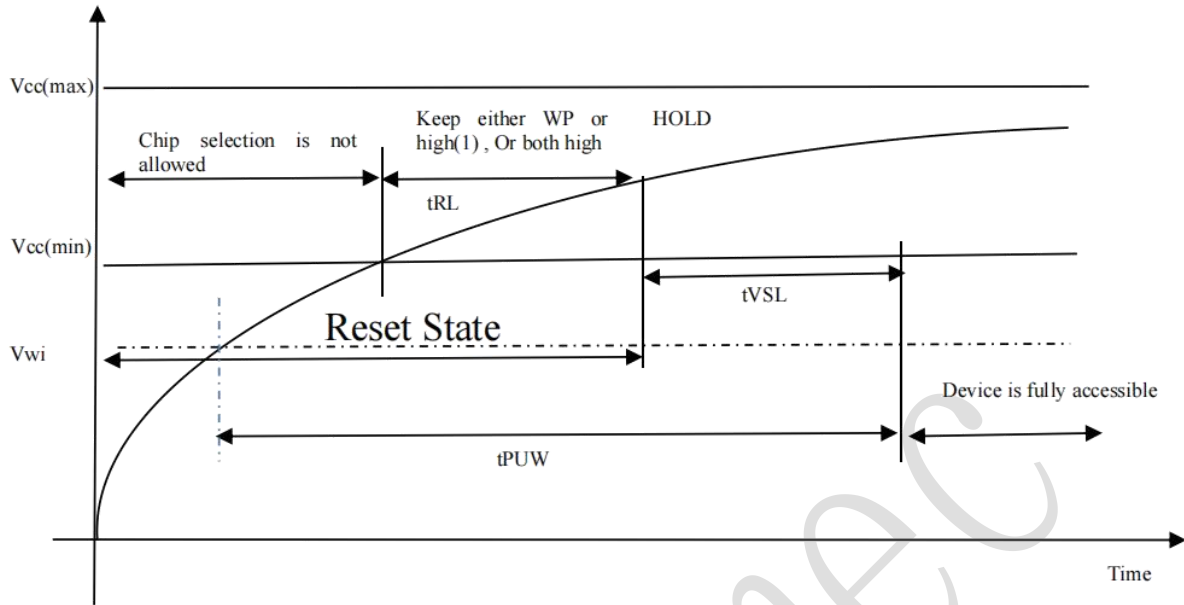 Vcc(max)
Keep either WP or HOLD
high(1) , Or both high
Chip selection is not
allowed
tRL
Vcc(min)
tVSL
Reset State
Vwi
Device is fully accessible
tPUW
Time